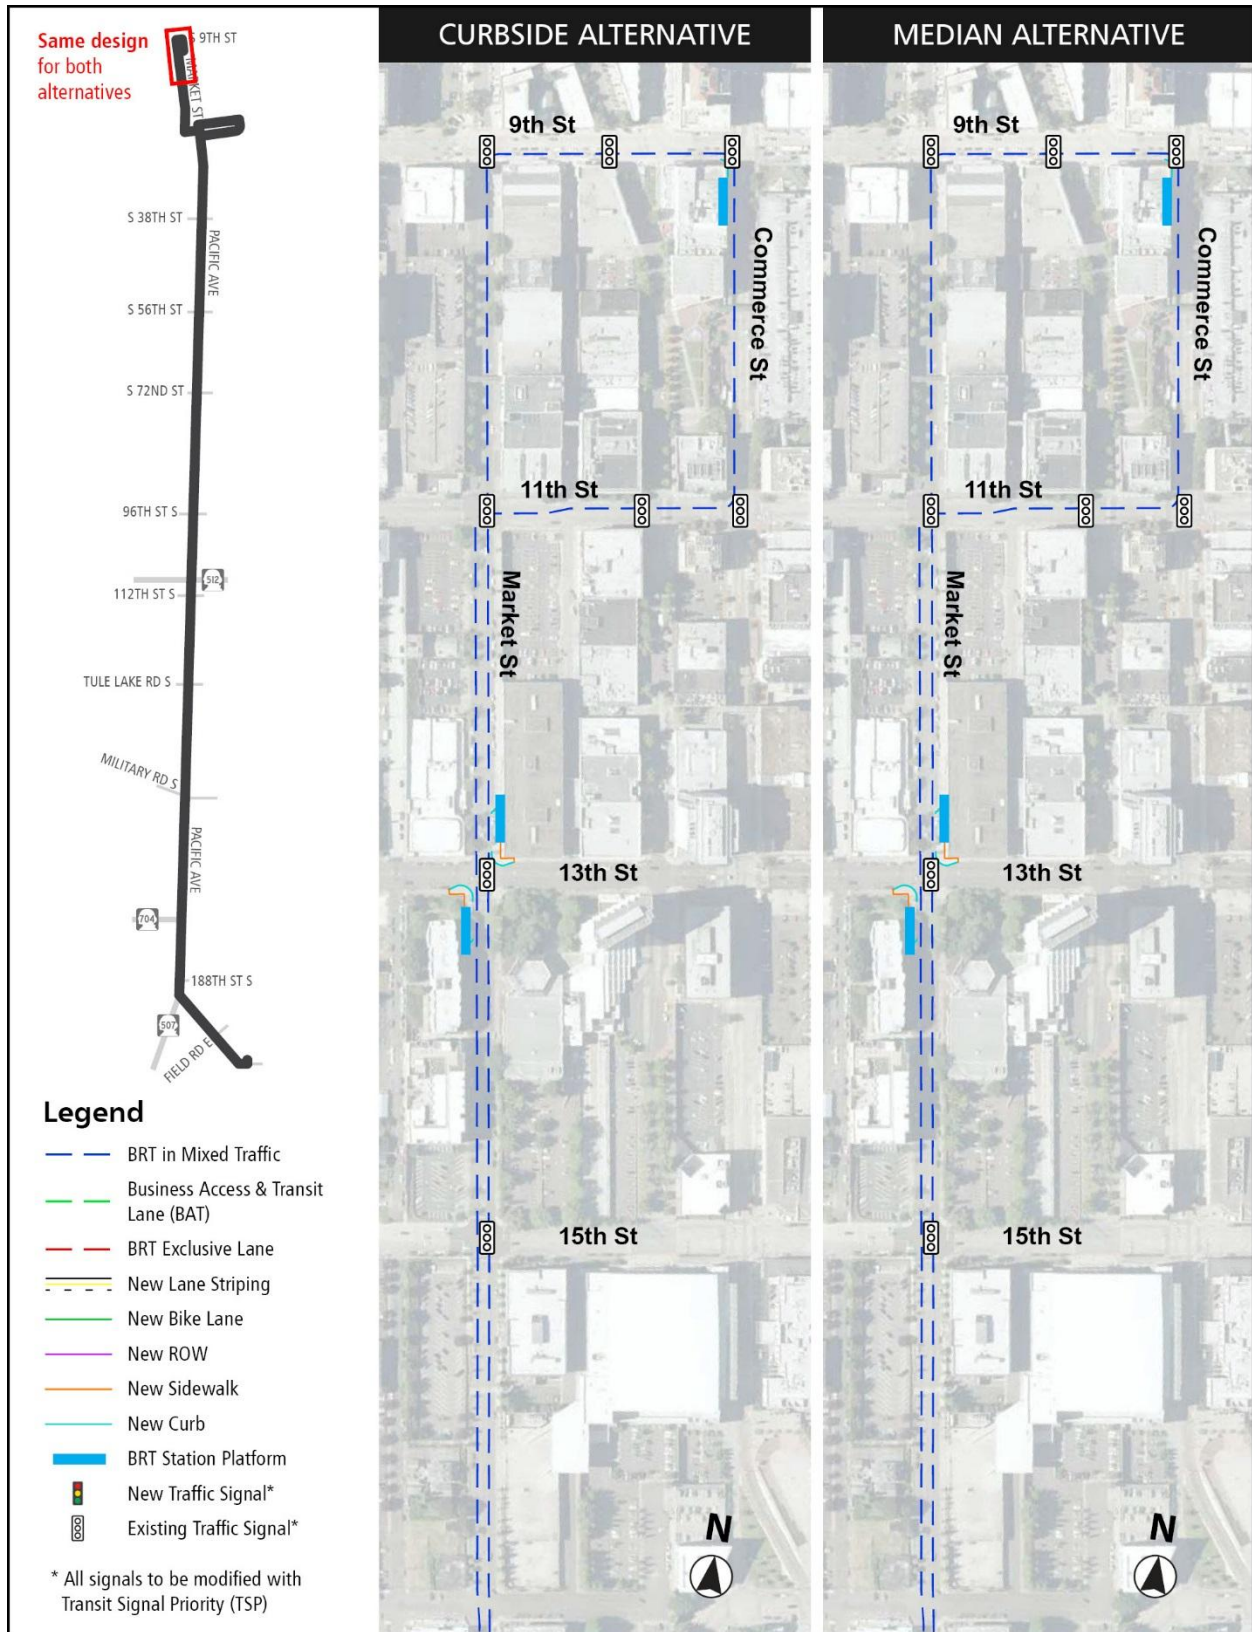 Same design
for both
alternatives
S 9TH ST
MARKET ST
S 38TH ST
PACIFIC AVE
S 56TH ST
S 72ND ST
96TH ST S
512
112TH ST S
TULE LAKE RD S
MILITARY RD S
PACIFIC AVE
704
188TH ST S
507
FIELD RD E
Legend
BRT in Mixed Traffic
Business Access & Transit
Lane (BAT)
BRT Exclusive Lane
New Lane Striping
New Bike Lane
New ROW
New Sidewalk
New Curb
BRT Station Platform
New Traffic Signal*
Existing Traffic Signal*
* All signals to be modified with
Transit Signal Priority (TSP)
CURBSIDE ALTERNATIVE
9th St
Commerce St
11th St
Market St
13th St
15th St
N
MEDIAN ALTERNATIVE
9th St
Commerce St
11th St
Market St
13th St
15th St
N